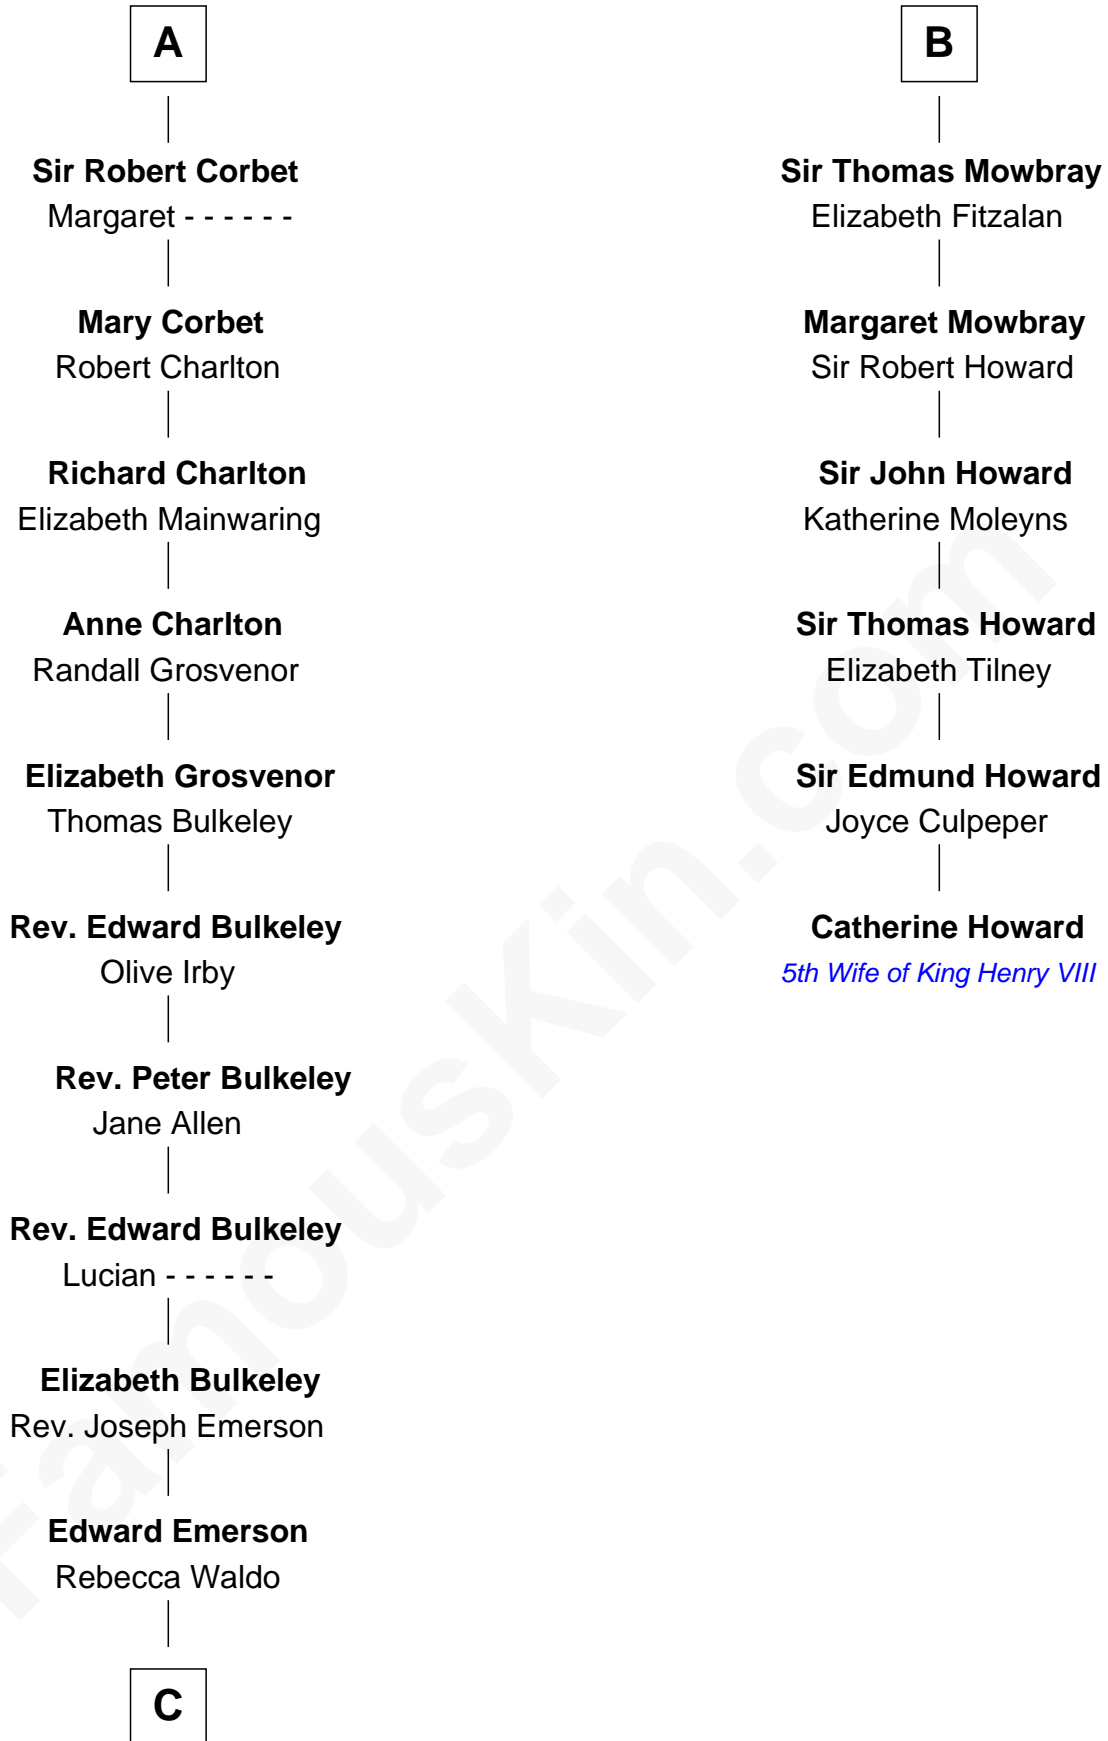 A
Sir Robert Corbet
Margaret - - - - - -
Mary Corbet
Robert Charlton
Richard Charlton
Elizabeth Mainwaring
Anne Charlton
Randall Grosvenor
Elizabeth Grosvenor
Thomas Bulkeley
Rev. Edward Bulkeley
Olive Irby
Rev. Peter Bulkeley
Jane Allen
Rev. Edward Bulkeley
Lucian - - - - - -
Elizabeth Bulkeley
Rev. Joseph Emerson
Edward Emerson
Rebecca Waldo
C
B
Sir Thomas Mowbray
Elizabeth Fitzalan
Margaret Mowbray
Sir Robert Howard
Sir John Howard
Katherine Moleyns
Sir Thomas Howard
Elizabeth Tilney
Sir Edmund Howard
Joyce Culpeper
Catherine Howard
5th Wife of King Henry VIII
FamousKin.com